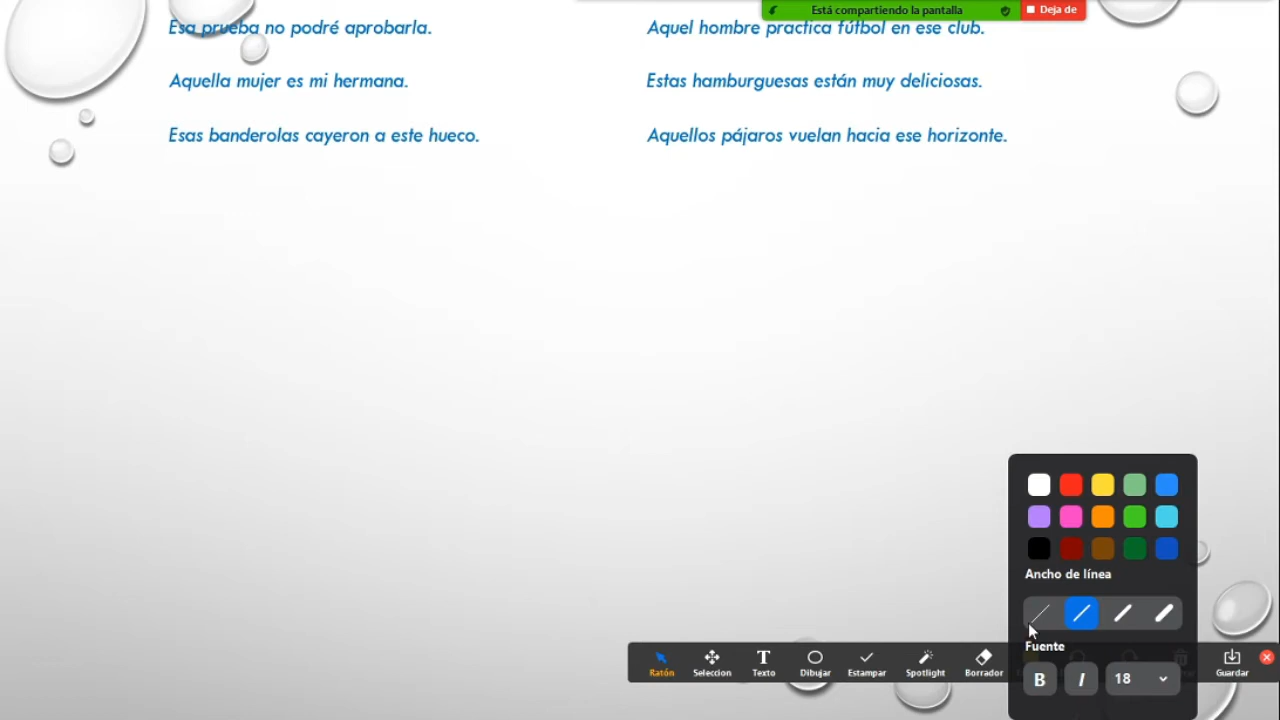 Está compartiendo la pantalla
Deja de
Esa prueba no podré aprobarla.
Aquel hombre practica fútbol en ese club.
Aquella mujer es mi hermana.
Estas hamburguesas están muy deliciosas.
Esas banderolas cayeron a este hueco.
Aquellos pájaros vuelan hacia ese horizonte.
Ancho de línea
Fuente
B I 18
Ratón Seleccion Texto Dibujar Estampar Spotlight Borrador Guardar